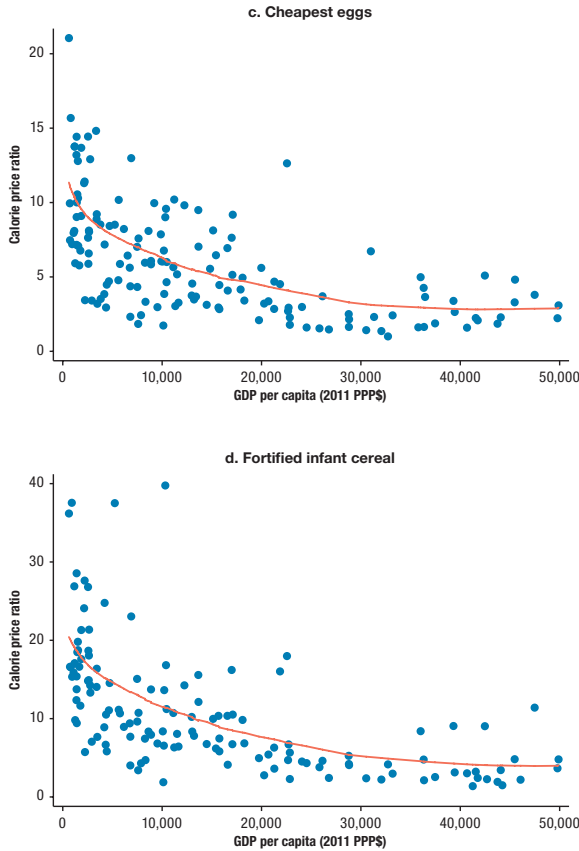 c. Cheapest eggs
20
15
10
5
0
Calorie price ratio
0 10,000 20,000 30,000 40,000 50,000
GDP per capita (2011 PPP$)
d. Fortified infant cereal
40
30
20
10
0
Calorie price ratio
0 10,000 20,000 30,000 40,000 50,000
GDP per capita (2011 PPP$)